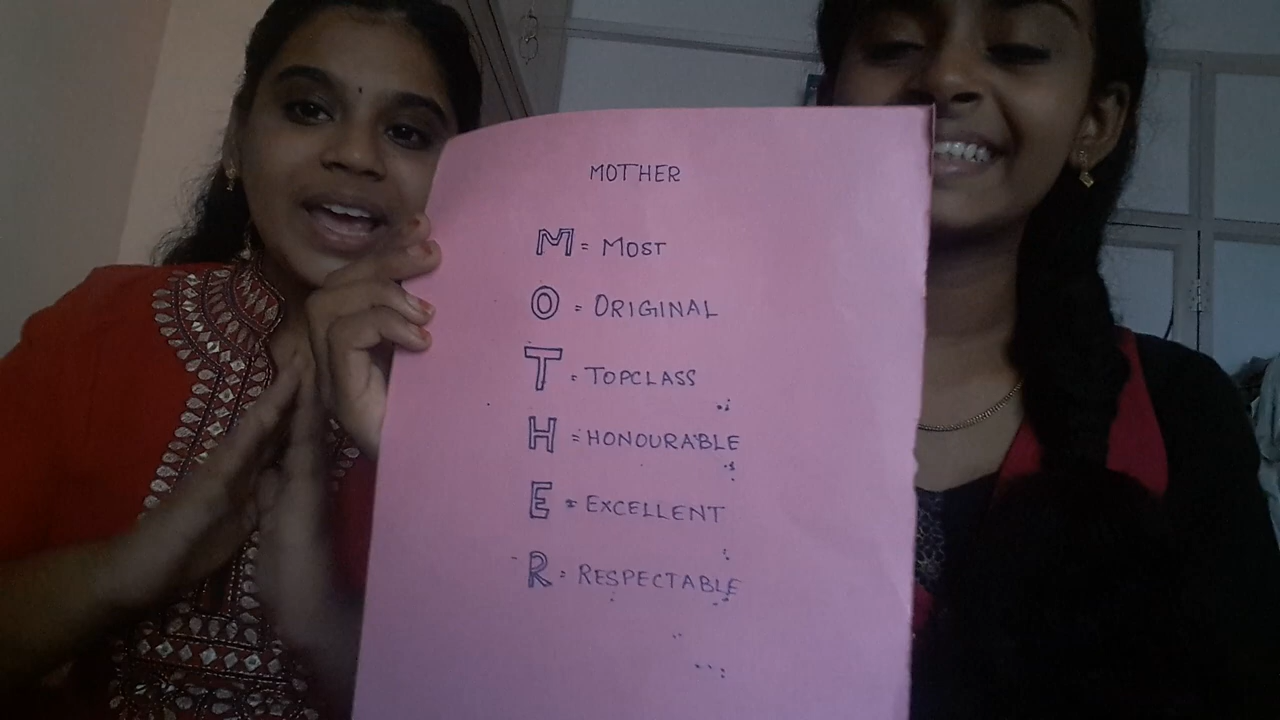 MOTHER
M = MOST
O = ORIGINAL
T = TOPCLASS
H = HONOURABLE
E = EXCELLENT
R = RESPECTABLE